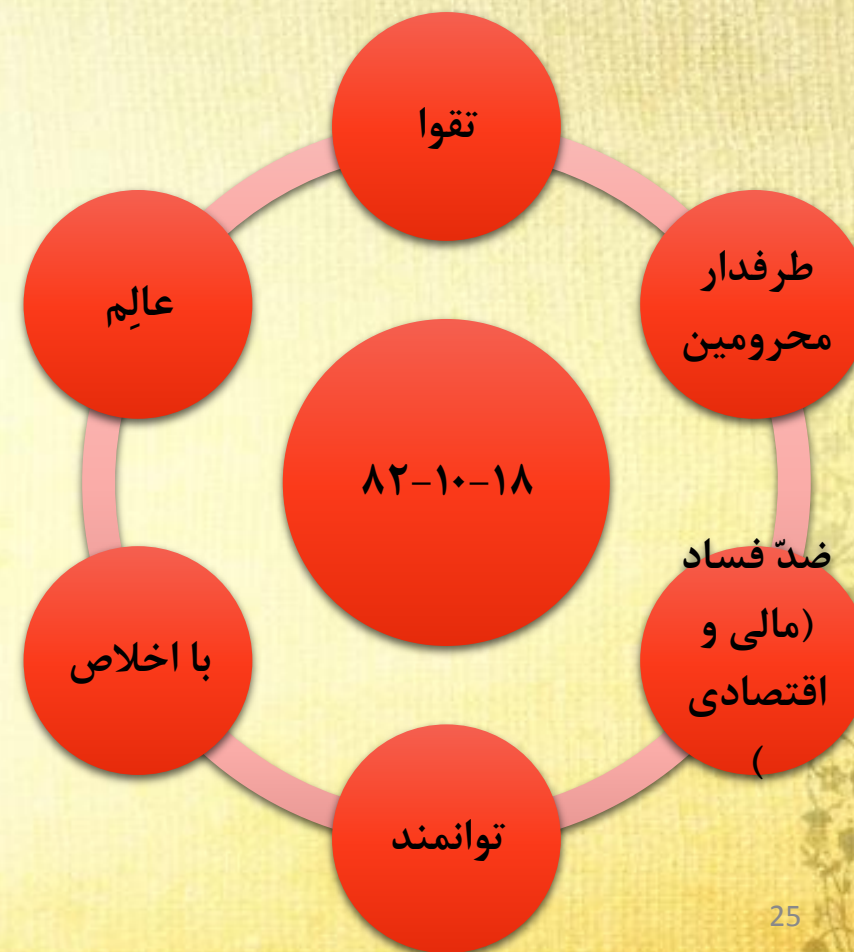 تقوا
طرفدار
محرومین
ضدّ فساد
(مالی و
اقتصادی
)
توانمند
با اخلاص
عالِم
۸۲-۱۰-۱۸
25